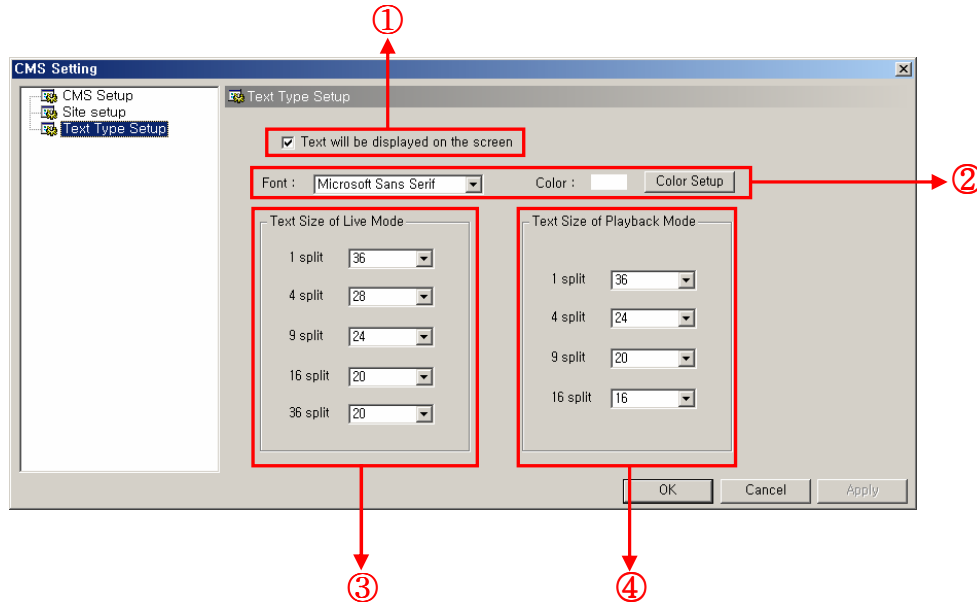 ①
CMS Setting
CMS Setup
Site setup
Text Type Setup
Text Type Setup
Text will be displayed on the screen
Font : Microsoft Sans Serif Color : Color Setup
②
Text Size of Live Mode
1 split 36
4 split 28
9 split 24
16 split 20
36 split 20
Text Size of Playback Mode
1 split 36
4 split 24
9 split 20
16 split 16
OK Cancel Apply
③
④